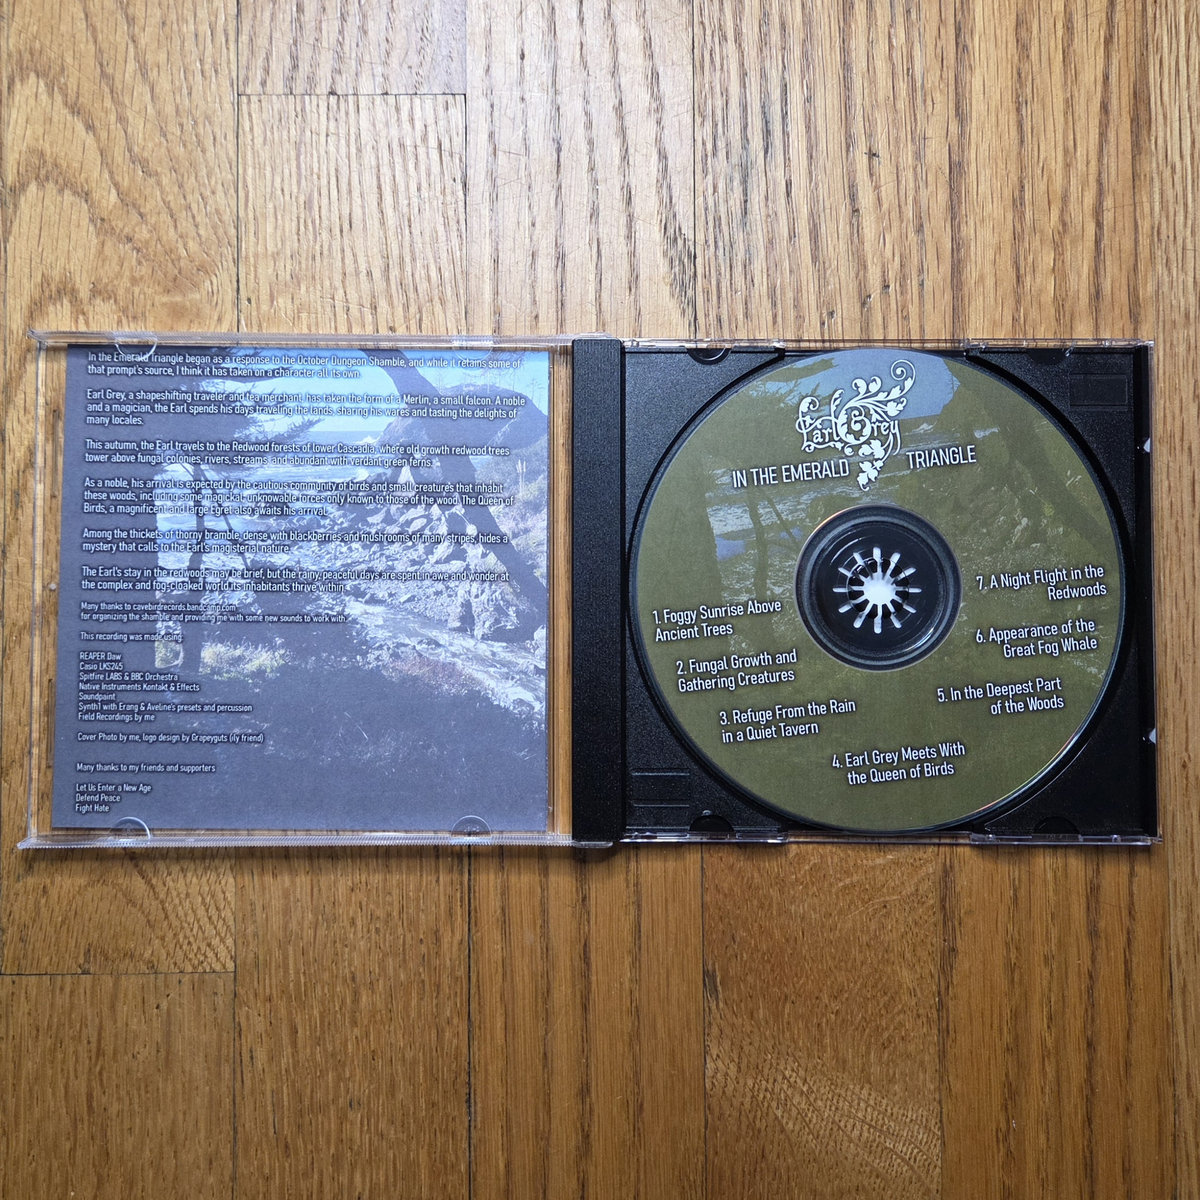 In the Emerald Triangle began as a response to the October Dungeon Shamble, and while it retains some of
that prompt's source, I think it has taken on a character all its own.
Earl Grey, a shapeshifting traveler and tea merchant, has taken the form of a Merlin, a small falcon. A noble
and a magician, the Earl spends his days traveling the lands, sharing his wares and tasting the delights of
many locales.
This autumn, the Earl travels to the Redwood forests of lower Cascadia, where old growth redwood trees
tower above fungal colonies, rivers, streams, and abundant with verdant green ferns.
As a noble, his arrival is expected by the cautious community of birds and small creatures that inhabit
these woods, including some magickal, unknowable forces only known to those of the wood. The Queen of
Birds, a magnificent and large Egret also awaits his arrival.
Among the thickets of thorny bramble, dense with blackberries and mushrooms of many stripes, hides a
mystery that calls to the Earl's magisterial nature.
The Earl's stay in the redwoods may be brief, but the rainy, peaceful days are spent in awe and wonder at
the complex and fog-cloaked world its inhabitants thrive within.
Many thanks to cavebirdrecords.bandcamp.com
for organizing the shamble and providing me with some new sounds to work with.
This recording was made using:
REAPER Daw
Casio LKS245
Spitfire LABS & BBC Orchestra
Native Instruments Kontakt & Effects
Soundpaint
Synth1 with Erang & Aveline's presets and percussion
Field Recordings by me
Cover Photo by me, logo design by Grapeyguts (ily friend)
Many thanks to my friends and supporters
Let Us Enter a New Age
Defend Peace
Fight Hate
Earl Grey
IN THE EMERALD TRIANGLE
1. Foggy Sunrise Above
Ancient Trees
2. Fungal Growth and
Gathering Creatures
3. Refuge From the Rain
in a Quiet Tavern
4. Earl Grey Meets With
the Queen of Birds
5. In the Deepest Part
of the Woods
6. Appearance of the
Great Fog Whale
7. A Night Flight in the
Redwoods